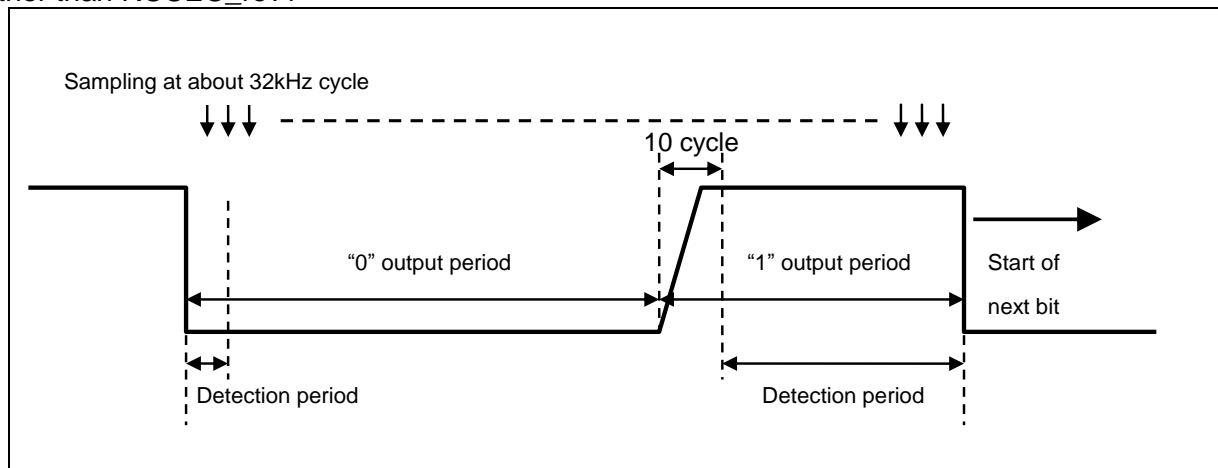 Sampling at about 32kHz cycle
10 cycle
“0” output period
“1” output period
Start of
next bit
Detection period
Detection period